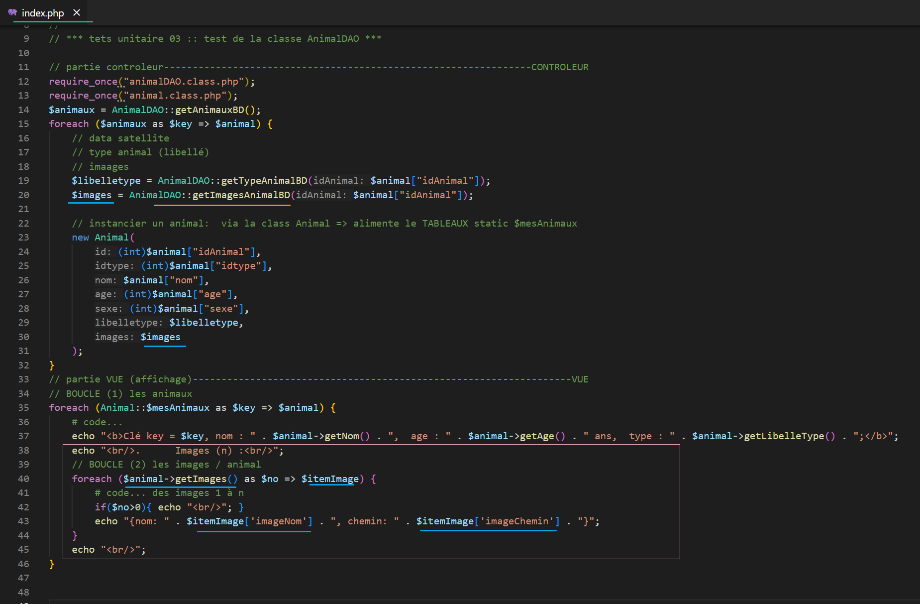 index.php ×
8 //
9 // *** tets unitaire 03 :: test de la classe AnimalDAO ***
10
11 // partie controleur-----------------------------------------------------------------CONTROLEUR
12 require_once("animalDAO.class.php");
13 require_once("animal.class.php");
14 $animaux = AnimalDAO::getAnimauxBD();
15 foreach ($animaux as $key => $animal) {
16     // data satellite
17     // type animal (libellé)
18     // imaages
19     $libelletype = AnimalDAO::getTypeAnimalBD(idAnimal: $animal["idAnimal"]);
20     $images = AnimalDAO::getImagesAnimalBD(idAnimal: $animal["idAnimal"]);
21
22     // instancier un animal:  via la class Animal => alimente le TABLEAUX static $mesAnimaux
23     new Animal(
24         id: (int)$animal["idAnimal"],
25         idtype: (int)$animal["idtype"],
26         nom: $animal["nom"],
27         age: (int)$animal["age"],
28         sexe: (int)$animal["sexe"],
29         libelletype: $libelletype,
30         images: $images
31     );
32 }
33 // partie VUE (affichage)-------------------------------------------------------------------VUE
34 // BOUCLE (1) les animaux
35 foreach (Animal::$mesAnimaux as $key => $animal) {
36     # code...
37     echo "<b>Clé key = $key, nom : " . $animal->getNom() . ",  age : " . $animal->getAge() . " ans,  type : " . $animal->getLibelleType() . ";</b>";
38     echo "<br/>.      Images (n) :<br/>";
39     // BOUCLE (2) les images / animal
40     foreach ($animal->getImages() as $no => $itemImage) {
41         # code... des images 1 à n
42         if($no>0){ echo "<br/>"; }
43         echo "{nom: " . $itemImage['imageNom'] . ", chemin: " . $itemImage['imageChemin'] . "}";
44     }
45     echo "<br/>";
46 }
47
48